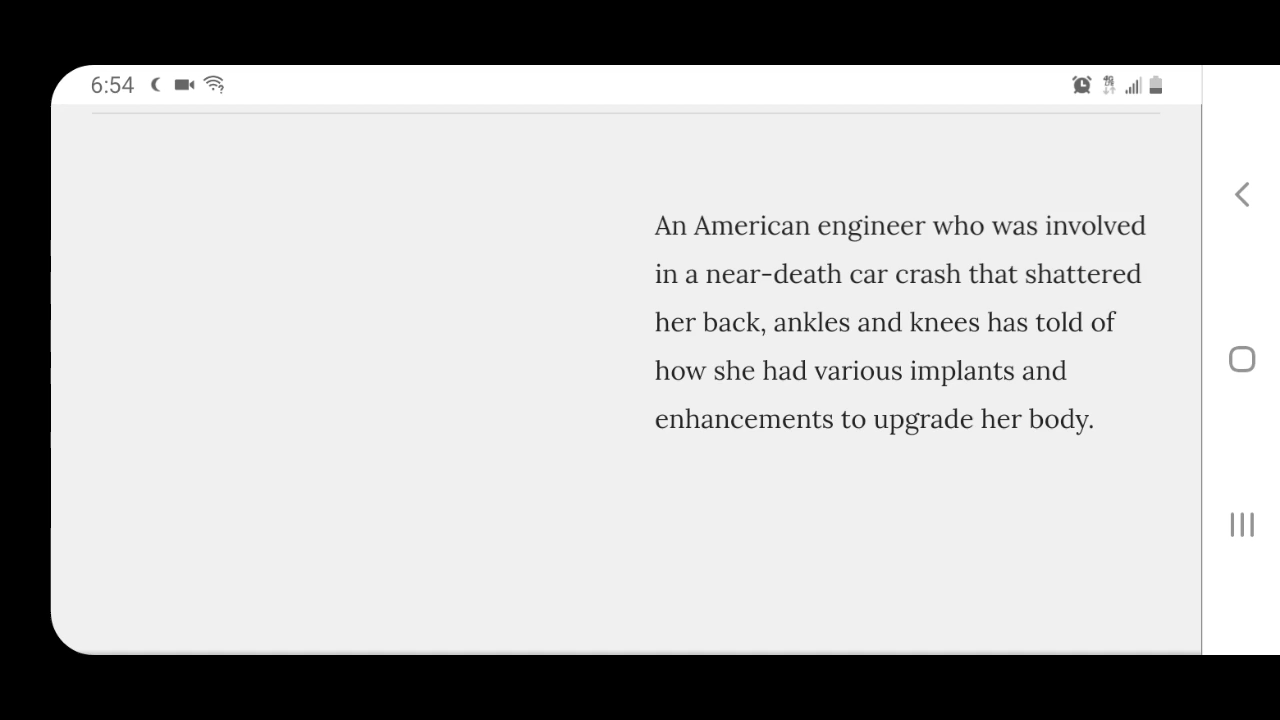 6:54
An American engineer who was involved
in a near-death car crash that shattered
her back, ankles and knees has told of
how she had various implants and
enhancements to upgrade her body.